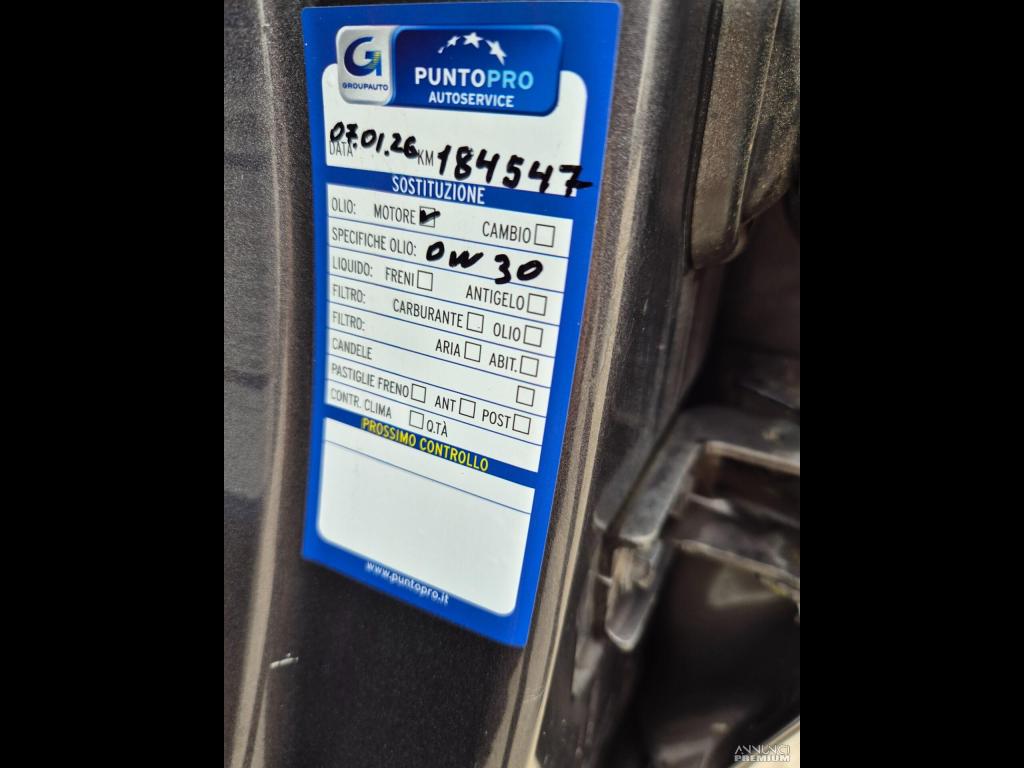 G
GROUPAUTO
PUNTOPRO
AUTOSERVICE
DATA 07.01.26 KM 184547
SOSTITUZIONE
OLIO: MOTORE CAMBIO
SPECIFICHE OLIO: 0W30
LIQUIDO: FRENI ANTIGELO
FILTRO: CARBURANTE OLIO
FILTRO: ARIA ABIT.
CANDELE
PASTIGLIE FRENO ANT POST
CONTR. CLIMA Q.TÀ
PROSSIMO CONTROLLO
www.puntopro.it
ANNUNCI
PREMIUM